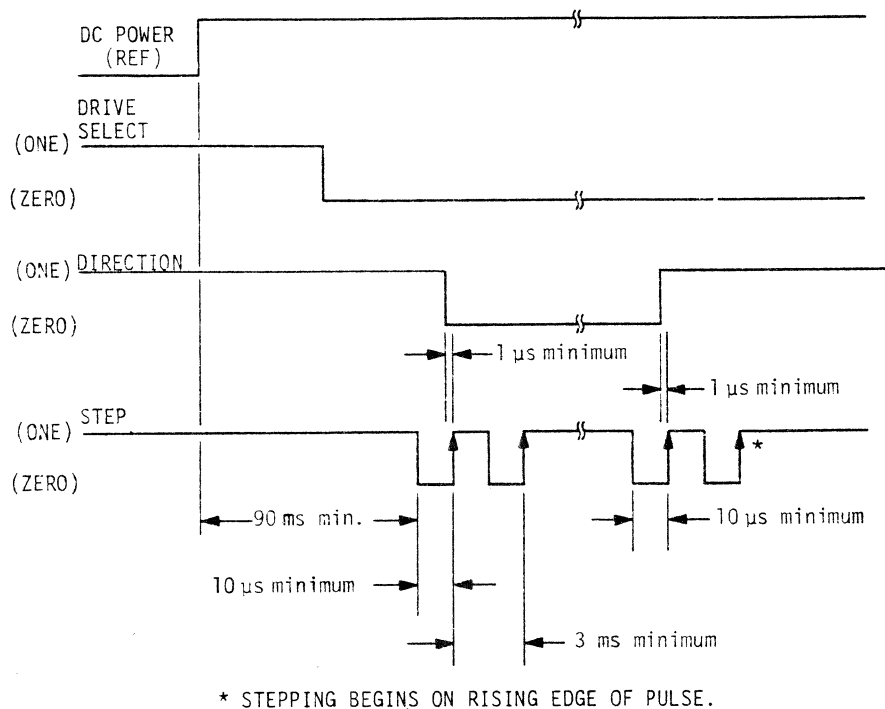 DC POWER
(REF)
DRIVE
SELECT
(ONE)
(ZERO)
(ONE) DIRECTION
(ZERO)
1 µs minimum
1 µs minimum
STEP
(ONE)
(ZERO)
*
90 ms min.
10 µs minimum
10 µs minimum
3 ms minimum
* STEPPING BEGINS ON RISING EDGE OF PULSE.